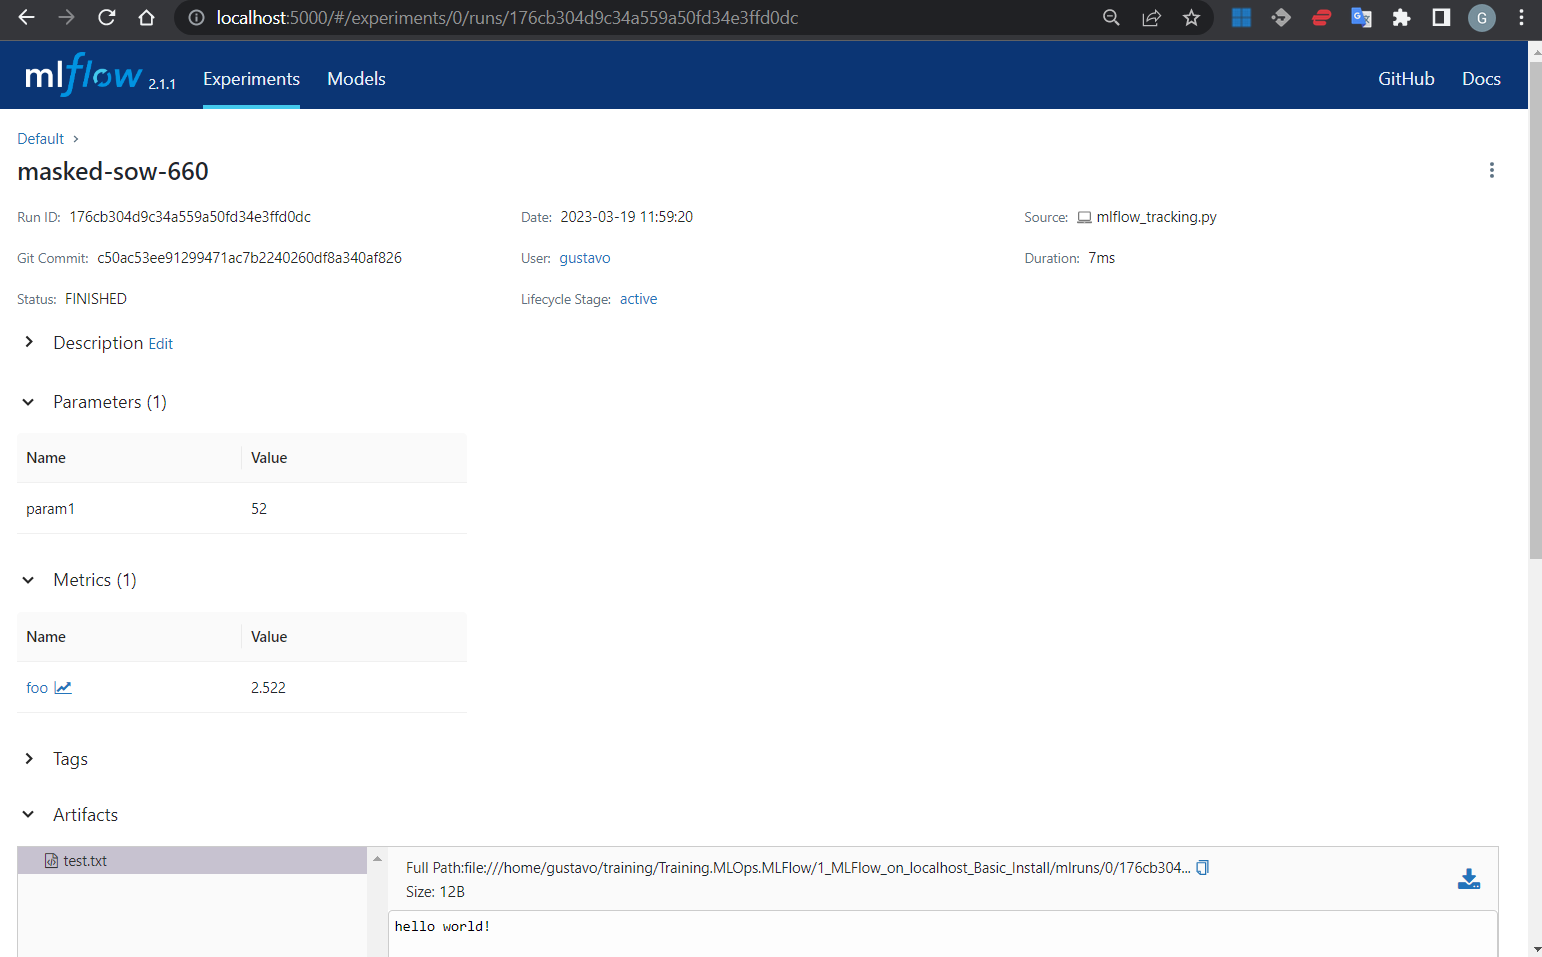 localhost:5000/#/experiments/0/runs/176cb304d9c34a559a50fd34e3ffd0dc
G
mlflow 2.1.1 Experiments Models GitHub Docs
Default
masked-sow-660
Run ID: 176cb304d9c34a559a50fd34e3ffd0dc Date: 2023-03-19 11:59:20 Source: mlflow_tracking.py
Git Commit: c50ac53ee91299471ac7b2240260df8a340af826 User: gustavo Duration: 7ms
Status: FINISHED Lifecycle Stage: active
Description Edit
Parameters (1)
Name Value
param1 52
Metrics (1)
Name Value
foo 2.522
Tags
Artifacts
test.txt
Full Path:file:///home/gustavo/training/Training.MLOps.MLFlow/1_MLFlow_on_localhost_Basic_Install/mlruns/0/176cb304...
Size: 12B
hello world!